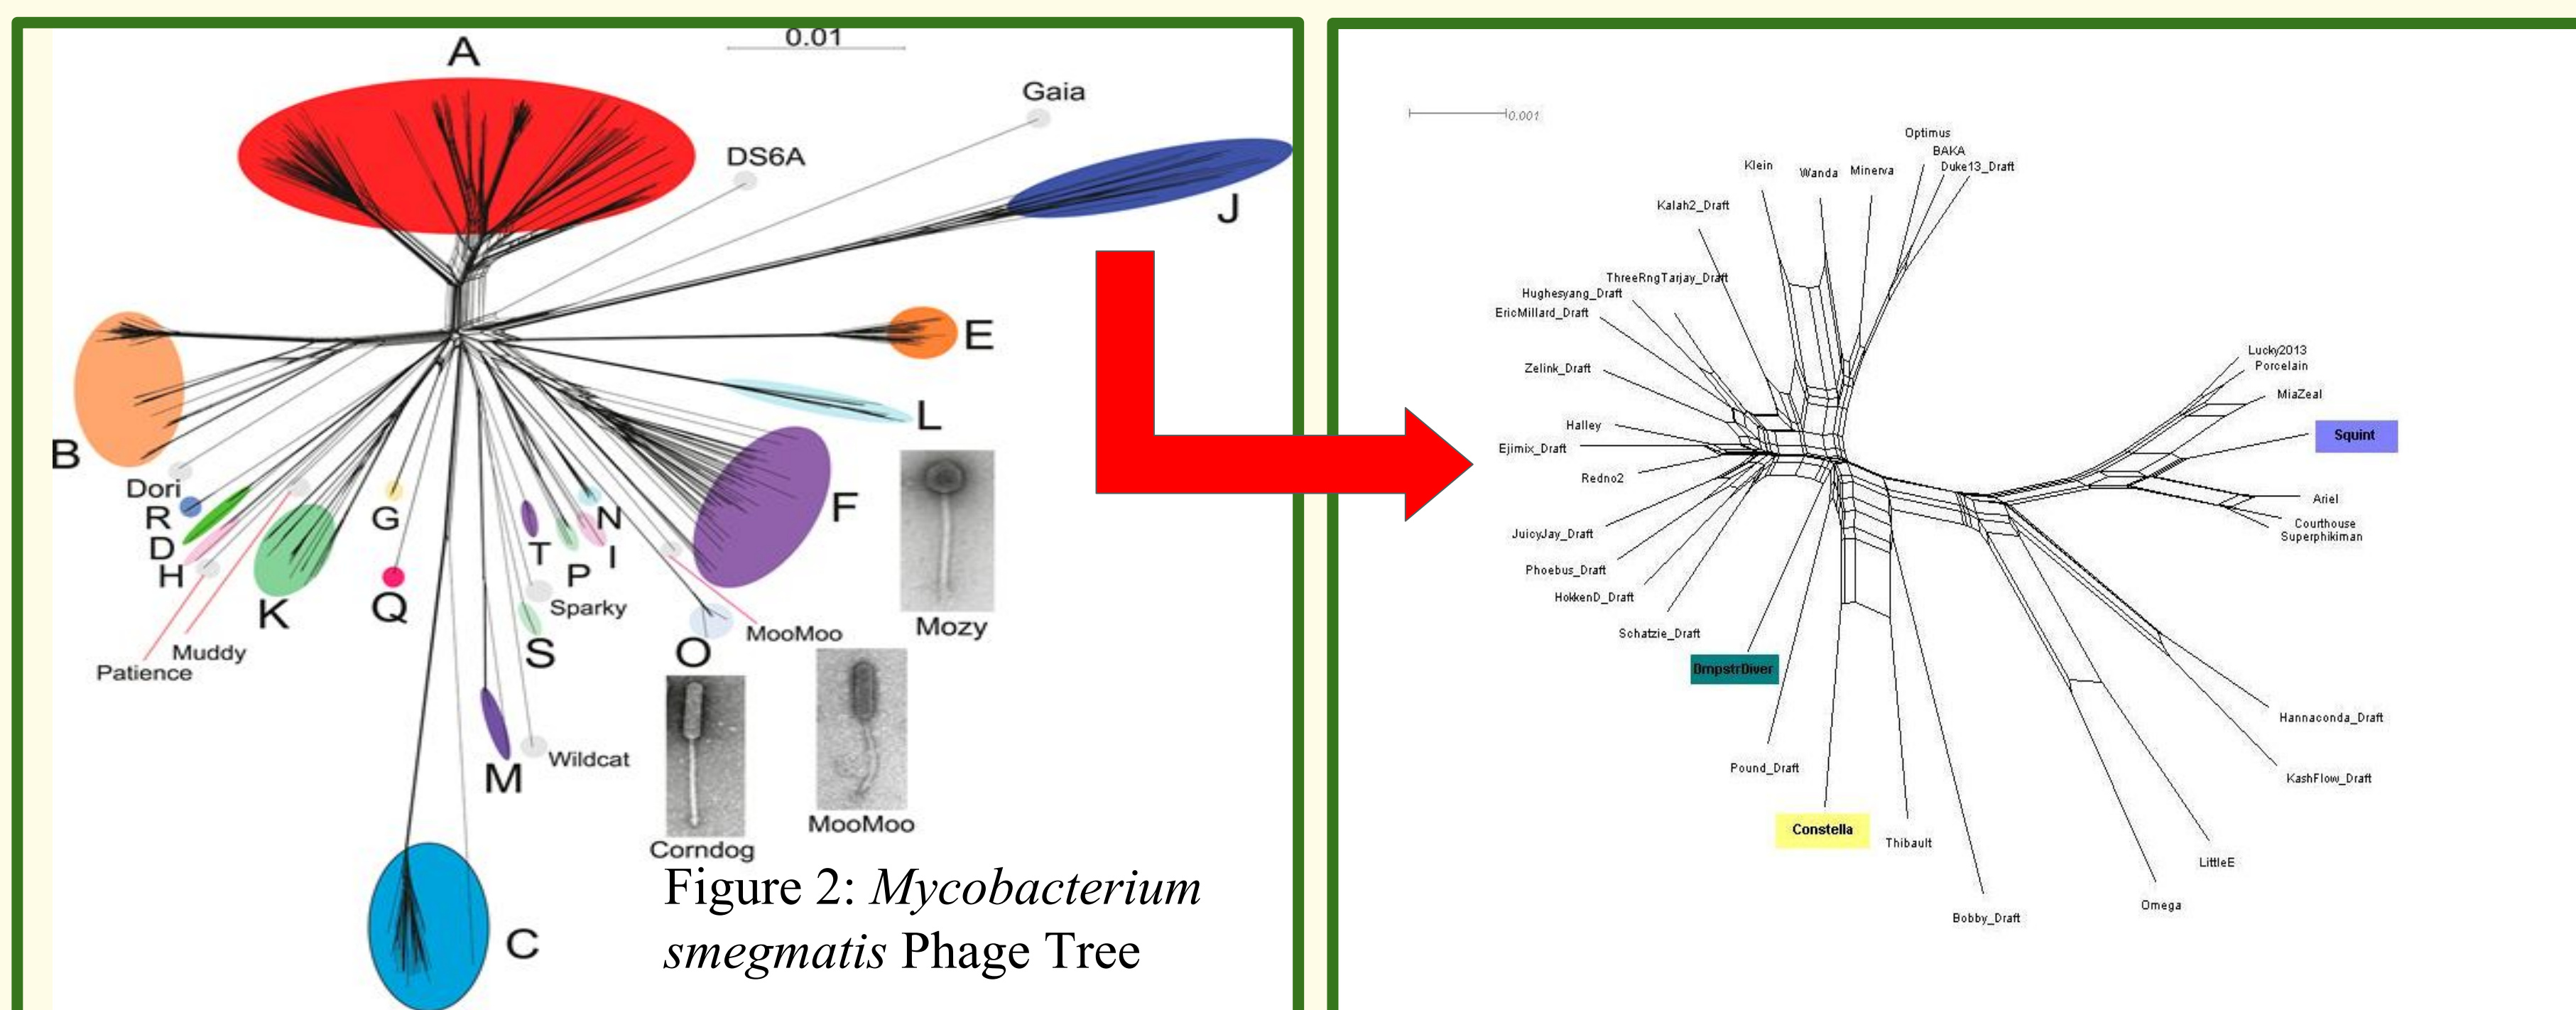 A
0.01
Gaia
DS6A
J
E
L
B
Dori
R
D
H
K
G
Q
T
P
N
I
F
Sparky
S
O
MooMoo
Mozy
Muddy
Patience
M
Wildcat
Corndog
MooMoo
C
Figure 2: Mycobacterium
smegmatis Phage Tree
0.001
Optimus
BAKA
Duke13_Draft
Klein
Wanda
Minerva
Kalah2_Draft
ThreeRngTarjay_Draft
Hughesyang_Draft
EricMillard_Draft
Zelink_Draft
Halley
Ejimix_Draft
Redno2
JuicyJay_Draft
Phoebus_Draft
HokkenD_Draft
Schatzie_Draft
DmpstrDiver
Pound_Draft
Constella
Thibault
Bobby_Draft
Omega
LittleE
KashFlow_Draft
Hannaconda_Draft
Lucky2013
Porcelain
MiaZeal
Squint
Ariel
Courthouse
Superphikiman